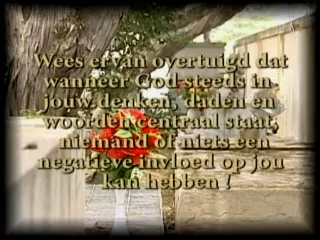 Wees ervan overtuigd dat
wanneer God steeds in
jouw denken, daden en
woorden centraal staat,
niemand of niets een
negatieve invloed op jou
kan hebben !